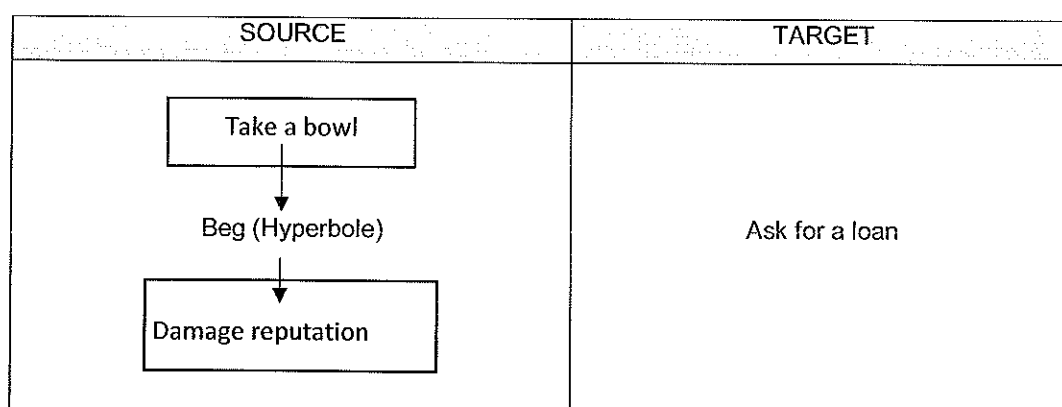 SOURCE
TARGET
Take a bowl
Beg (Hyperbole)
Ask for a loan
Damage reputation